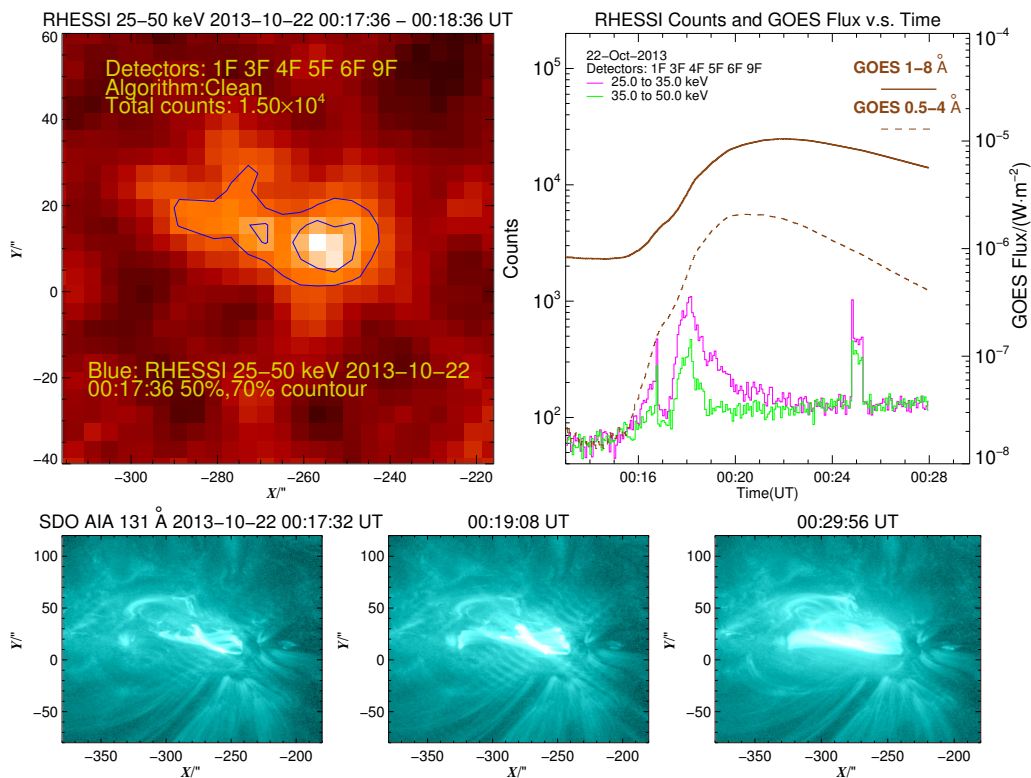 RHESSI 25−50 keV 2013−10−22 00:17:36 − 00:18:36 UT
60
40
20
0
−20
−40
Y/"
Detectors: 1F 3F 4F 5F 6F 9F
Algorithm:Clean
Total counts: 1.50×10⁴
Blue: RHESSI 25−50 keV 2013−10−22
00:17:36 50%,70% countour
−300 −280 −260 −240 −220
X/"
RHESSI Counts and GOES Flux v.s. Time
22−Oct−2013
Detectors: 1F 3F 4F 5F 6F 9F
25.0 to 35.0 keV
35.0 to 50.0 keV
GOES 1−8 Å
GOES 0.5−4 Å
10⁵
10⁴
10³
10²
Counts
10⁻⁴
10⁻⁵
10⁻⁶
10⁻⁷
10⁻⁸
GOES Flux/(W·m⁻²)
00:16 00:20 00:24 00:28
Time(UT)
SDO AIA 131 Å 2013−10−22 00:17:32 UT
100
50
0
−50
Y/"
−350 −300 −250 −200
X/"
00:19:08 UT
100
50
0
−50
Y/"
−350 −300 −250 −200
X/"
00:29:56 UT
100
50
0
−50
Y/"
−350 −300 −250 −200
X/"